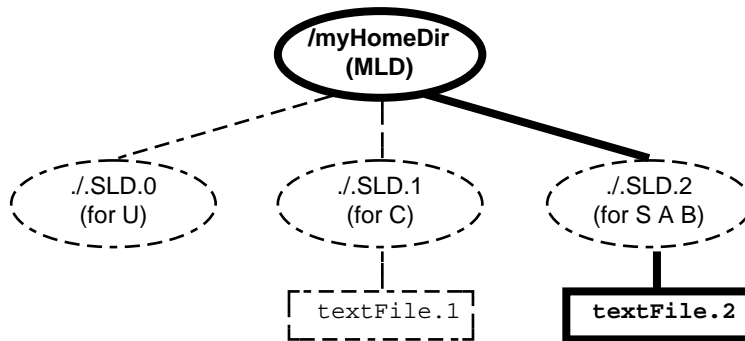 /myHomeDir
(MLD)
./.SLD.0
(for U)
./.SLD.1
(for C)
./.SLD.2
(for S A B)
textFile.1
textFile.2